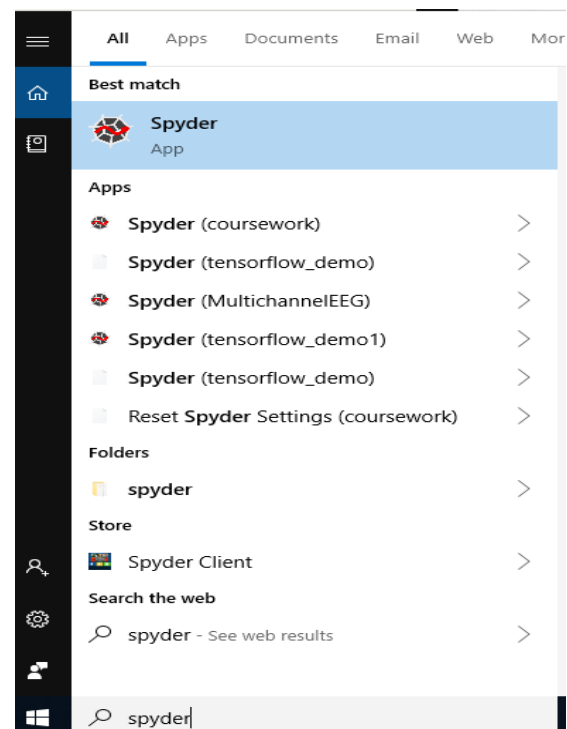 All Apps Documents Email Web Mor
Best match
Spyder
App
Apps
Spyder (coursework)
Spyder (tensorflow_demo)
Spyder (MultichannelEEG)
Spyder (tensorflow_demo1)
Spyder (tensorflow_demo)
Reset Spyder Settings (coursework)
Folders
spyder
Store
Spyder Client
Search the web
spyder - See web results
spyder